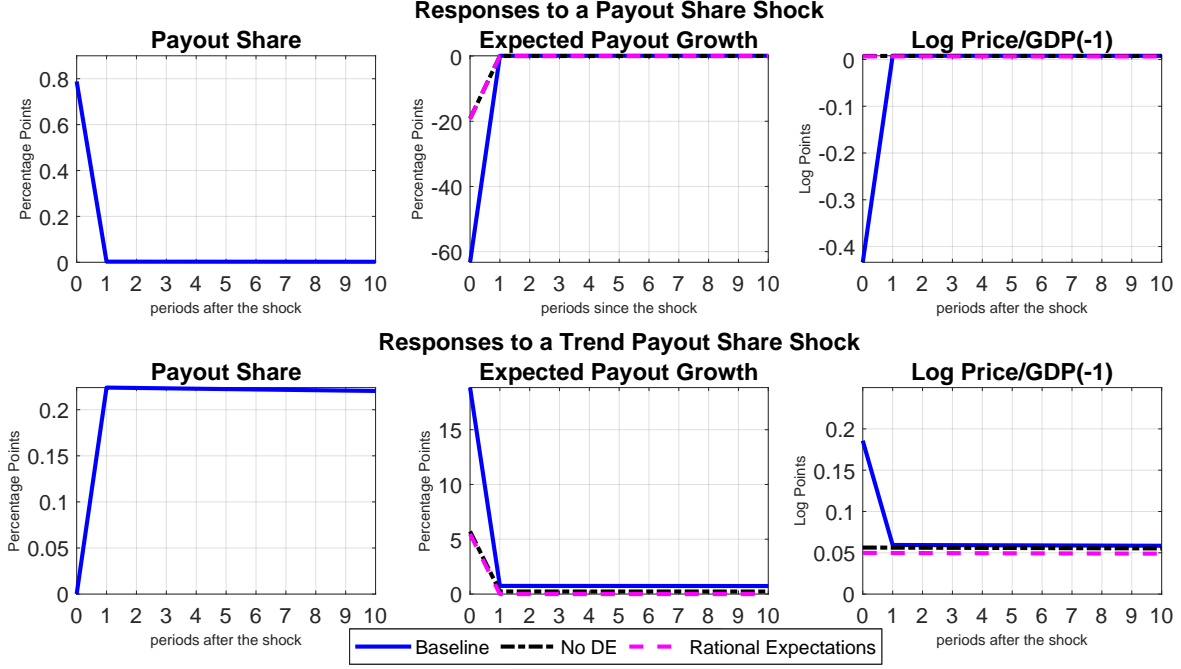 Responses to a Payout Share Shock
Payout Share
Expected Payout Growth
Log Price/GDP(-1)
Percentage Points
0.8
0.6
0.4
0.2
0
0 1 2 3 4 5 6 7 8 9 10
periods after the shock
Percentage Points
0
-20
-40
-60
0 1 2 3 4 5 6 7 8 9 10
periods since the shock
Log Points
0
-0.1
-0.2
-0.3
-0.4
0 1 2 3 4 5 6 7 8 9 10
periods after the shock
Responses to a Trend Payout Share Shock
Payout Share
Expected Payout Growth
Log Price/GDP(-1)
Percentage Points
0.2
0.15
0.1
0.05
0
0 1 2 3 4 5 6 7 8 9 10
periods after the shock
Percentage Points
15
10
5
0
0 1 2 3 4 5 6 7 8 9 10
periods after the shock
Log Points
0.2
0.15
0.1
0.05
0
0 1 2 3 4 5 6 7 8 9 10
periods after the shock
Baseline No DE Rational Expectations